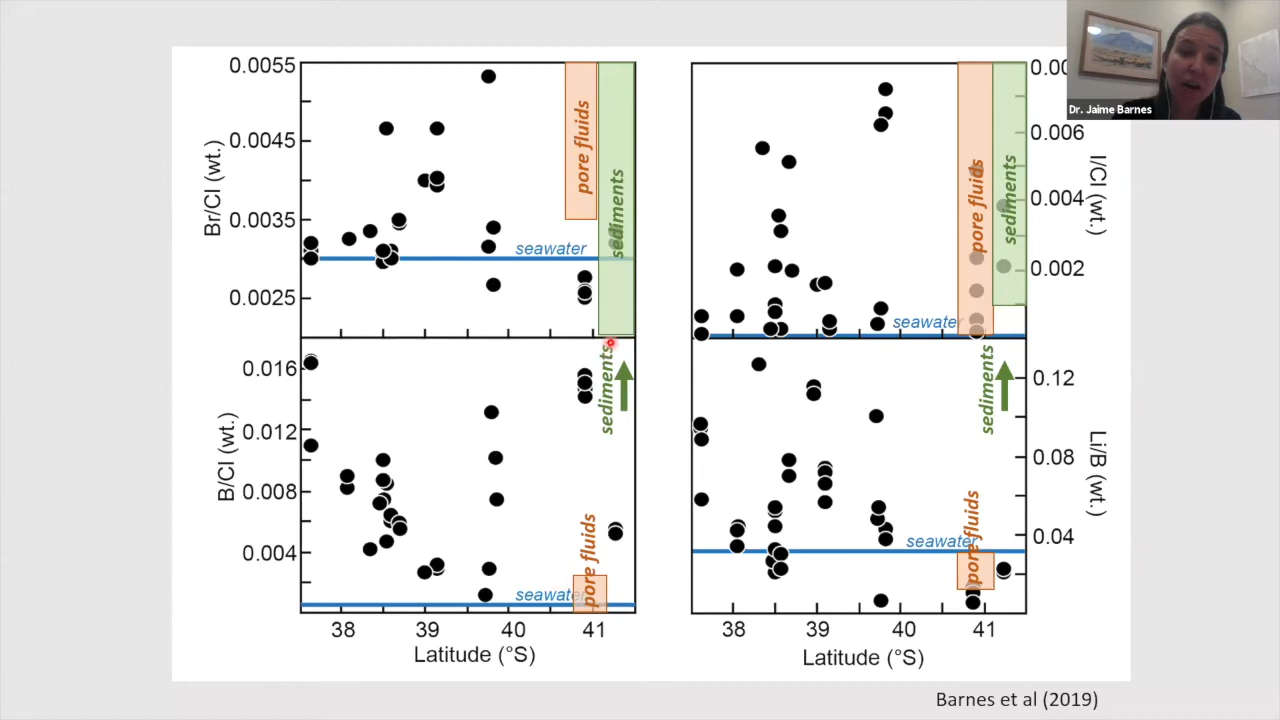 0.0055
0.0045
0.0035
0.0025
Br/Cl (wt.)
pore fluids
sediments
seawater
0.00
0.006
0.004
0.002
I/Cl (wt.)
pore fluids
sediments
seawater
Dr. Jaime Barnes
0.016
0.012
0.008
0.004
B/Cl (wt.)
sediments
pore fluids
seawater
38
39
40
41
Latitude (°S)
0.12
0.08
0.04
Li/B (wt.)
sediments
pore fluids
seawater
38
39
40
41
Latitude (°S)
Barnes et al (2019)